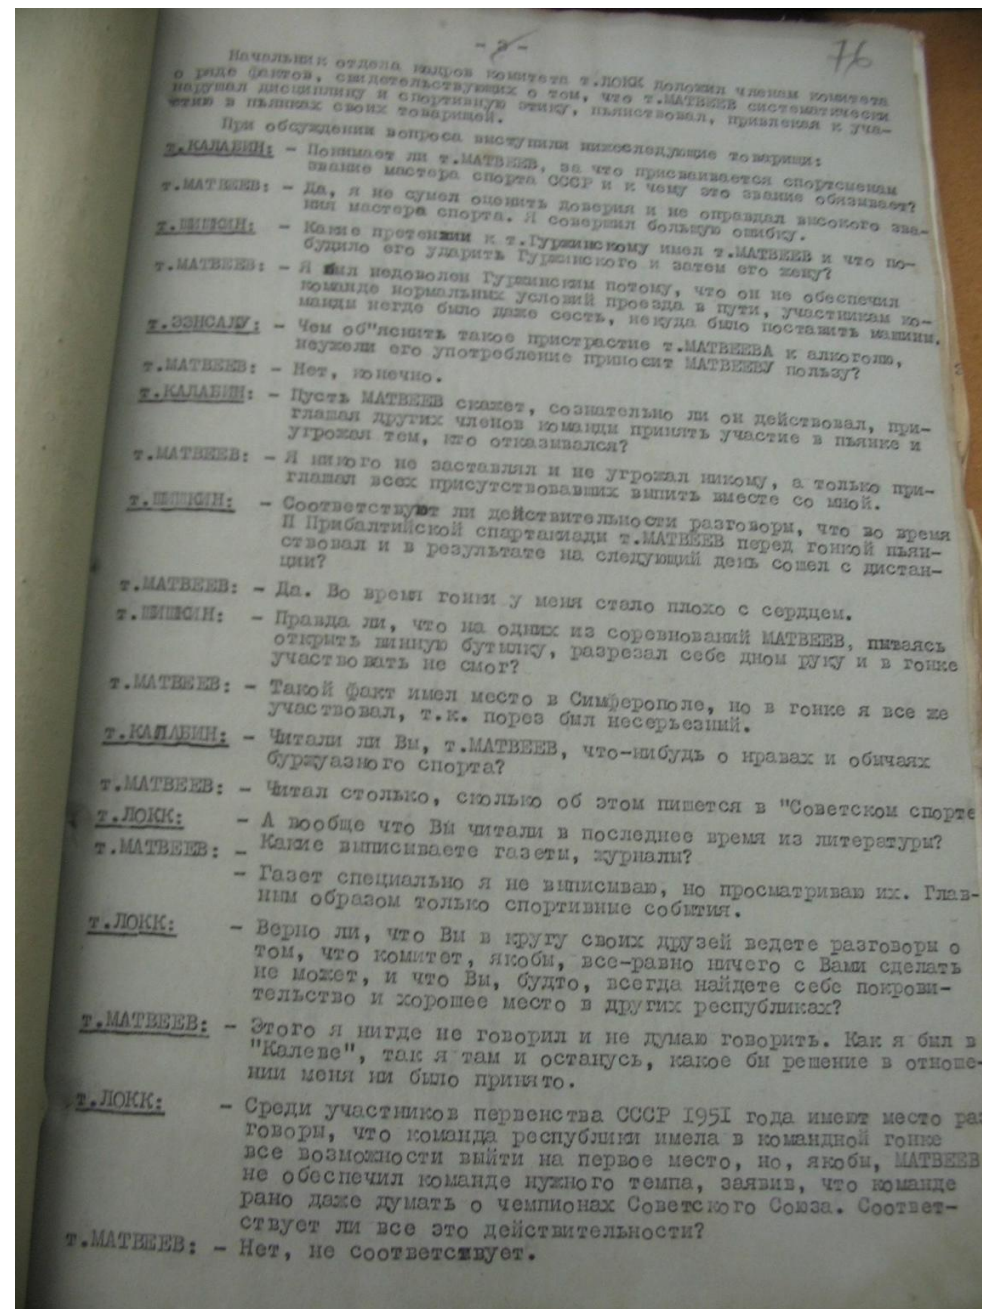 - 3 -
76
Начальник отдела кадров комитета т.ЛОКК доложил членам комитета
о ряде фактов, свидетельствующих о том, что т.МАТВЕЕВ систематически
нарушал дисциплину и спортивную этику, пьянствовал, привлекая к уча-
стию в пьянках своих товарищей.
При обсуждении вопроса выступили нижеследующие товарищи:
т.КАЛАБИН: - Понимает ли т.МАТВЕЕВ, за что присваивается спортсменам
звание мастера спорта СССР и к чему это звание обязывает?
т.МАТВЕЕВ: - Да, я не сумел оценить доверия и не оправдал высокого зва-
ния мастера спорта. Я совершил большую ошибку.
т.ШИШКИН: - Какие претензии к т.Гуржинскому имел т.МАТВЕЕВ и что по-
будило его ударить Гуржинского и затем его жену?
т.МАТВЕЕВ: - Я был недоволен Гуржинским потому, что он не обеспечил
команде нормальных условий проезда в пути, участникам ко-
манды негде было даже сесть, некуда было поставить машины.
т.ЗЭНСАЛУ: - Чем об"яснить такое пристрастие т.МАТВЕЕВА к алкоголю,
неужели его употребление приносит МАТВЕЕВУ пользу?
т.МАТВЕЕВ: - Нет, конечно.
т.КАЛАБИН: - Пусть МАТВЕЕВ скажет, сознательно ли он действовал, при-
глашая других членов команды принять участие в пьянке и
угрожая тем, кто отказывался?
т.МАТВЕЕВ: - Я никого не заставлял и не угрожал никому, а только при-
глашал всех присутствовавших выпить вместе со мной.
т.ШИШКИН: - Соответствуют ли действительности разговоры, что во время
П Прибалтийской спартакиады т.МАТВЕЕВ перед гонкой пьян-
ствовал и в результате на следующий день сошел с дистан-
ции?
т.МАТВЕЕВ: - Да. Во время гонки у меня стало плохо с сердцем.
т.ШИШКИН: - Правда ли, что на одних из соревнований МАТВЕЕВ, пытаясь
открыть винную бутылку, разрезал себе дном руку и в гонке
участвовать не смог?
т.МАТВЕЕВ: - Такой факт имел место в Симферополе, но в гонке я все же
участвовал, т.к. порез был несерьезный.
т.КАЛАБИН: - Читали ли Вы, т.МАТВЕЕВ, что-нибудь о нравах и обычаях
буржуазного спорта?
т.МАТВЕЕВ: - Читал столько, сколько об этом пишется в "Советском спорте
т.ЛОКК: - А вообще что Вы читали в последнее время из литературы?
т.МАТВЕЕВ: - Какие выписываете газеты, журналы?
- Газет специально я не выписываю, но просматриваю их. Глав-
ным образом только спортивные события.
т.ЛОКК: - Верно ли, что Вы в кругу своих друзей ведете разговоры о
том, что комитет, якобы, все-равно ничего с Вами сделать
не может, и что Вы, будто, всегда найдете себе покрови-
тельство и хорошее место в других республиках?
т.МАТВЕЕВ: - Этого я нигде не говорил и не думаю говорить. Как я был в
"Калеве", так я там и останусь, какое бы решение в отноше-
нии меня ни было принято.
т.ЛОКК: - Среди участников первенства СССР 1951 года имеют место раз
говоры, что команда республики имела в командной гонке
все возможности выйти на первое место, но, якобы, МАТВЕЕВ
не обеспечил команде нужного темпа, заявив, что команде
рано даже думать о чемпионах Советского Союза. Соответ-
ствует ли все это действительности?
т.МАТВЕЕВ: - Нет, не соответствует.